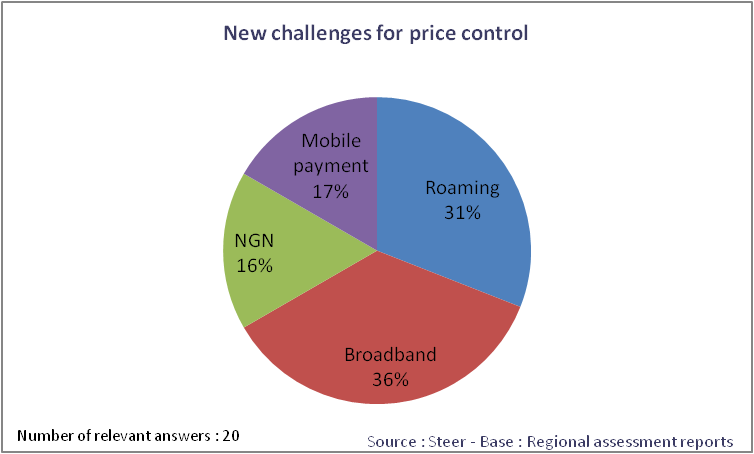 New challenges for price control
Mobile
payment
17%
Roaming
31%
NGN
16%
Broadband
36%
Number of relevant answers : 20
Source : Steer - Base : Regional assessment reports